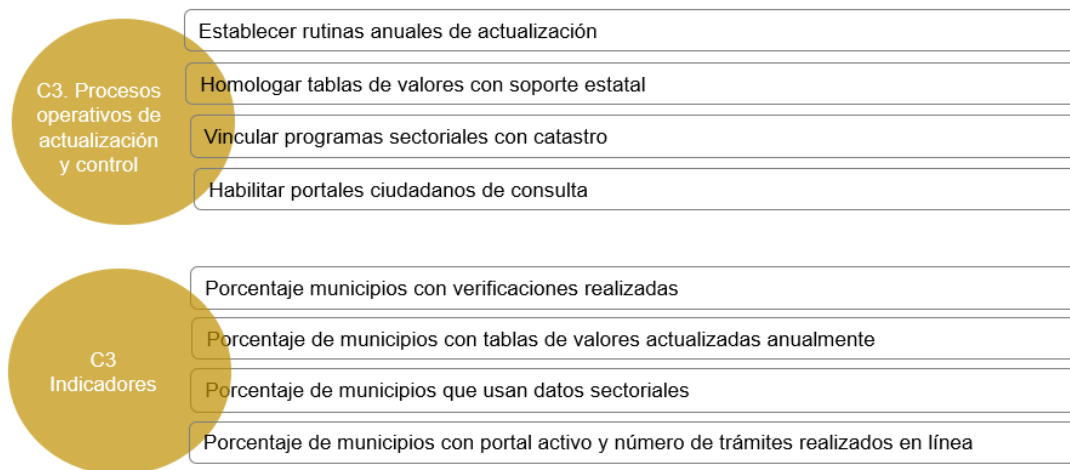 Establecer rutinas anuales de actualización
Homologar tablas de valores con soporte estatal
C3. Procesos
operativos de
actualización
y control
Vincular programas sectoriales con catastro
Habilitar portales ciudadanos de consulta
Porcentaje municipios con verificaciones realizadas
Porcentaje de municipios con tablas de valores actualizadas anualmente
C3
Indicadores
Porcentaje de municipios que usan datos sectoriales
Porcentaje de municipios con portal activo y número de trámites realizados en línea